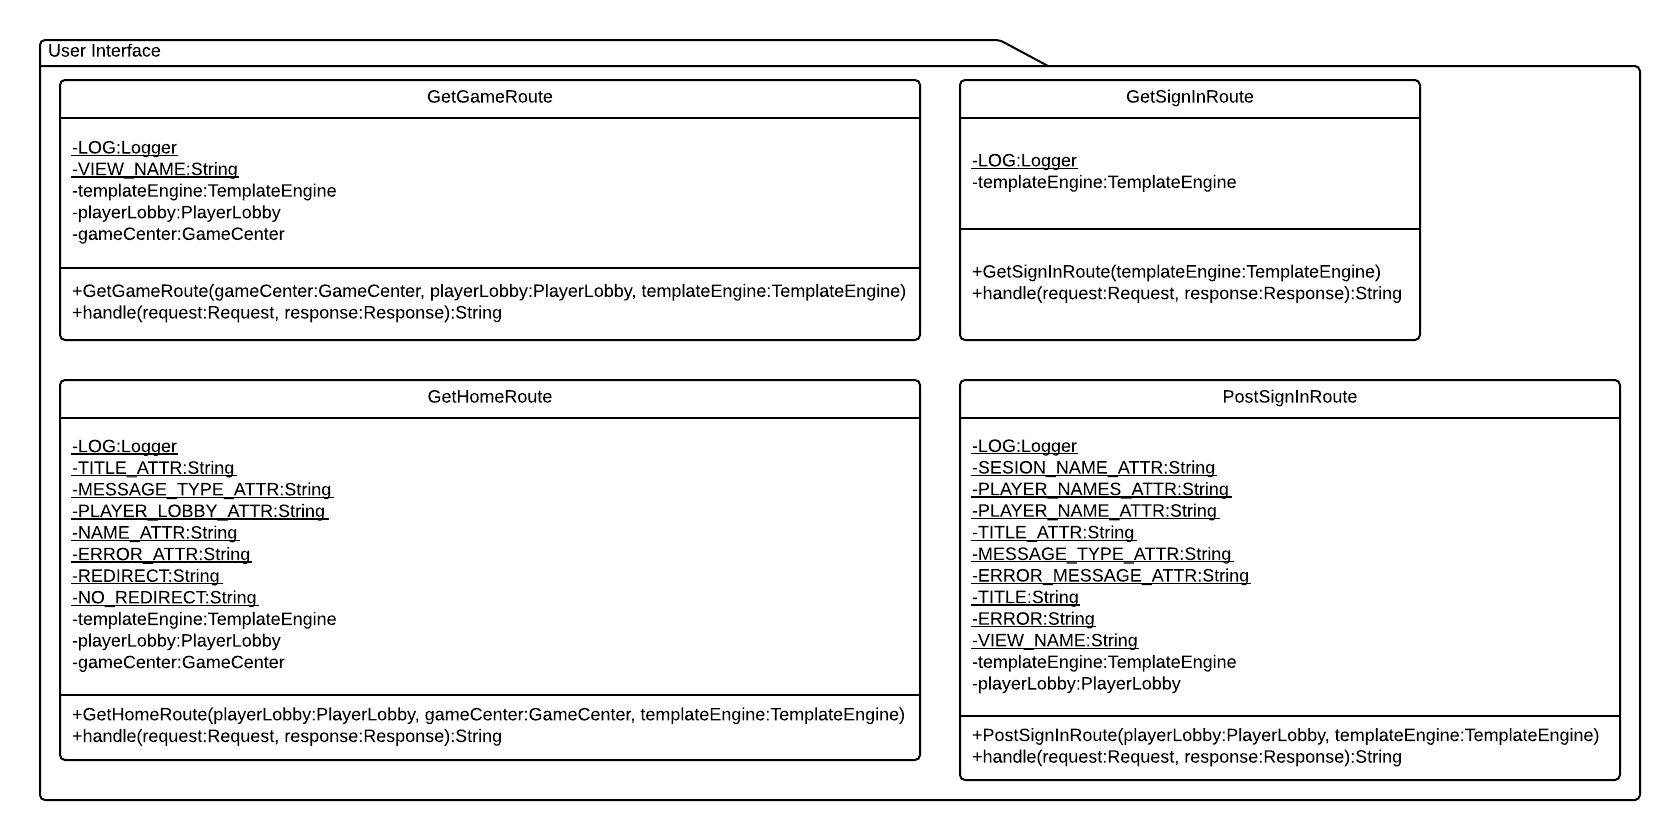 User Interface
GetGameRoute
-LOG:Logger
-VIEW_NAME:String
-templateEngine:TemplateEngine
-playerLobby:PlayerLobby
-gameCenter:GameCenter
+GetGameRoute(gameCenter:GameCenter, playerLobby:PlayerLobby, templateEngine:TemplateEngine)
+handle(request:Request, response:Response):String
GetSignInRoute
-LOG:Logger
-templateEngine:TemplateEngine
+GetSignInRoute(templateEngine:TemplateEngine)
+handle(request:Request, response:Response):String
GetHomeRoute
-LOG:Logger
-TITLE_ATTR:String
-MESSAGE_TYPE_ATTR:String
-PLAYER_LOBBY_ATTR:String
-NAME_ATTR:String
-ERROR_ATTR:String
-REDIRECT:String
-NO_REDIRECT:String
-templateEngine:TemplateEngine
-playerLobby:PlayerLobby
-gameCenter:GameCenter
+GetHomeRoute(playerLobby:PlayerLobby, gameCenter:GameCenter, templateEngine:TemplateEngine)
+handle(request:Request, response:Response):String
PostSignInRoute
-LOG:Logger
-SESION_NAME_ATTR:String
-PLAYER_NAMES_ATTR:String
-PLAYER_NAME_ATTR:String
-TITLE_ATTR:String
-MESSAGE_TYPE_ATTR:String
-ERROR_MESSAGE_ATTR:String
-TITLE:String
-ERROR:String
-VIEW_NAME:String
-templateEngine:TemplateEngine
-playerLobby:PlayerLobby
+PostSignInRoute(playerLobby:PlayerLobby, templateEngine:TemplateEngine)
+handle(request:Request, response:Response):String